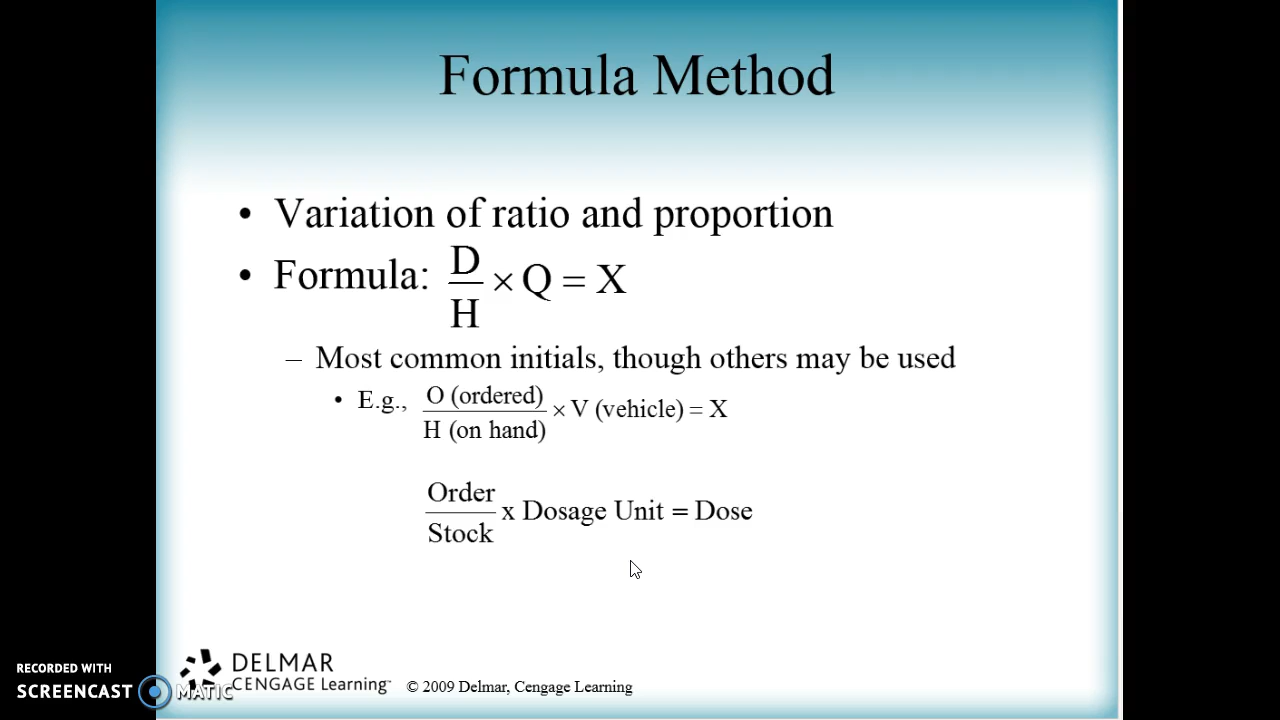 Formula Method
• Variation of ratio and proportion
• Formula: D/H × Q = X
– Most common initials, though others may be used
• E.g., O (ordered)/H (on hand) × V (vehicle) = X
Order/Stock x Dosage Unit = Dose
RECORDED WITH
SCREENCAST MATIC
DELMAR
CENGAGE Learning™
© 2009 Delmar, Cengage Learning